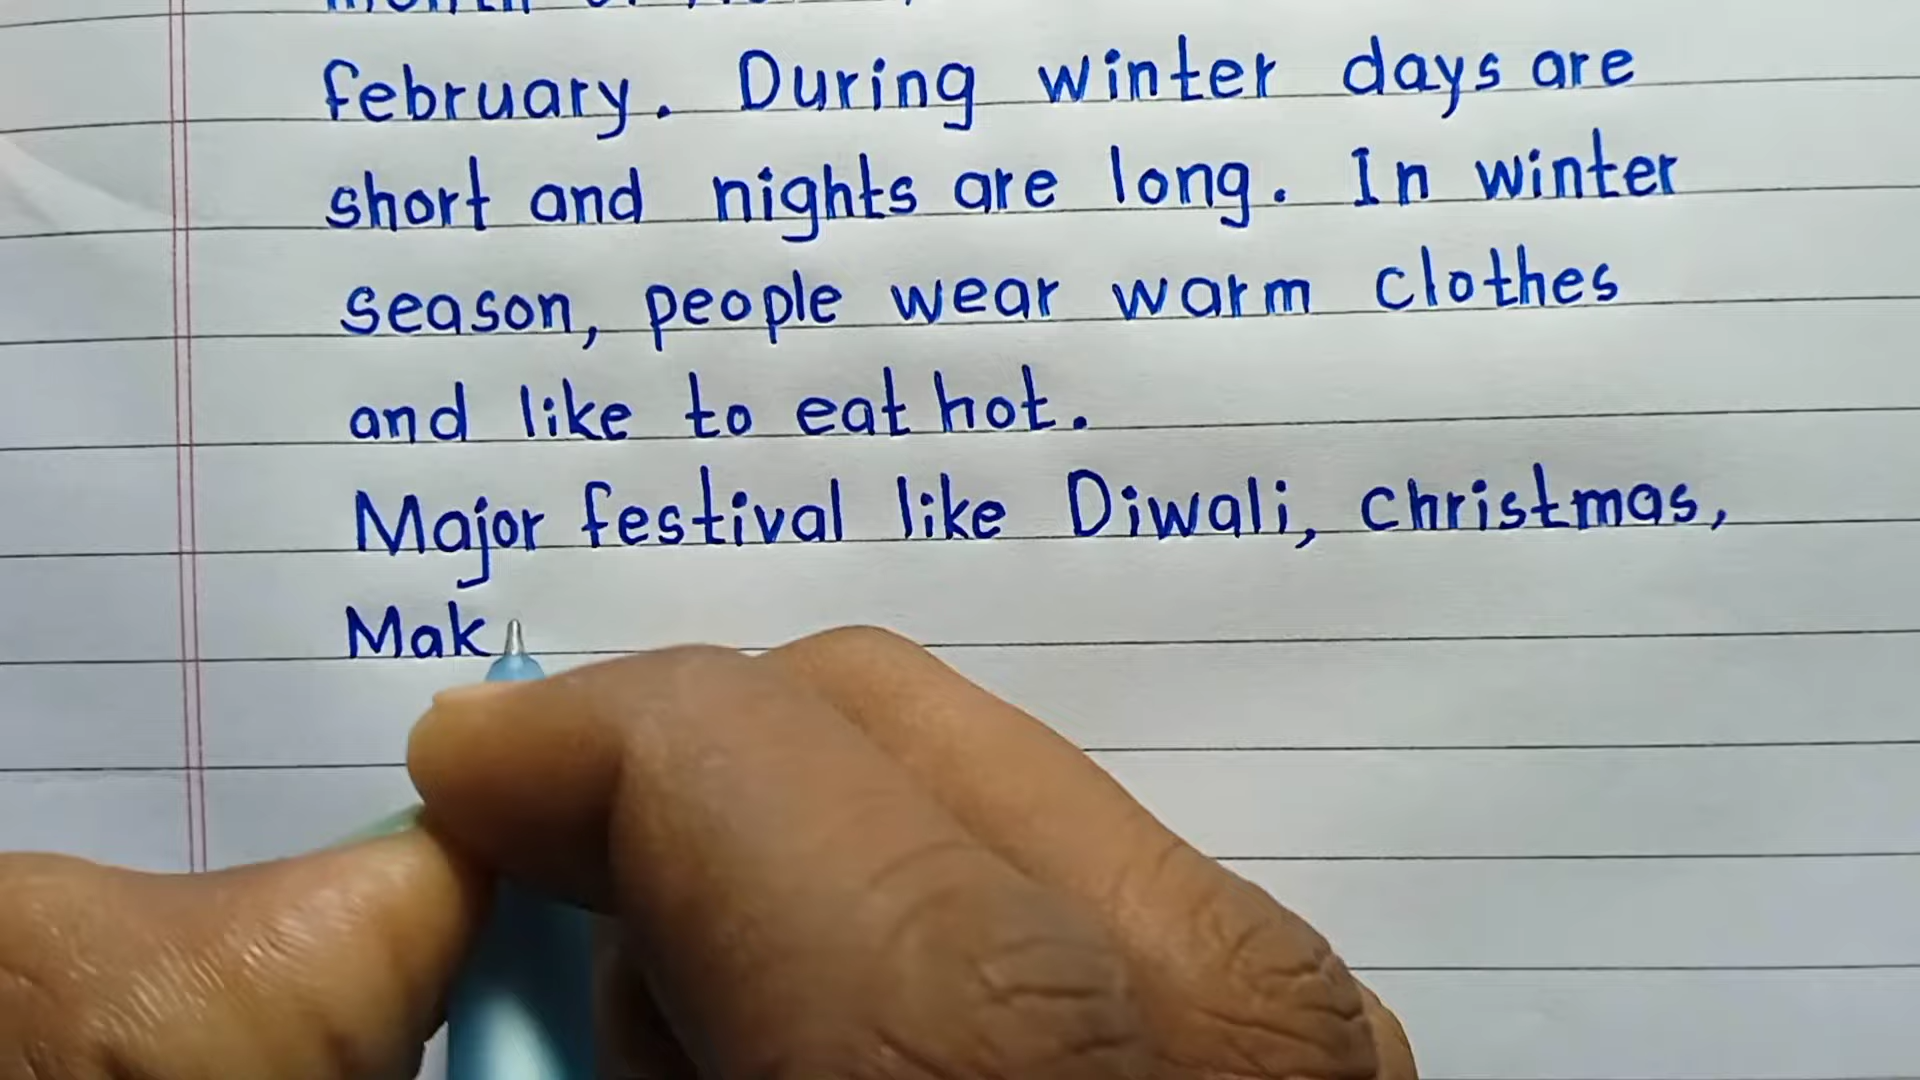 february. During winter days are
short and nights are long. In winter
season, people wear warm clothes
and like to eat hot.
Major festival like Diwali, christmas,
Mak